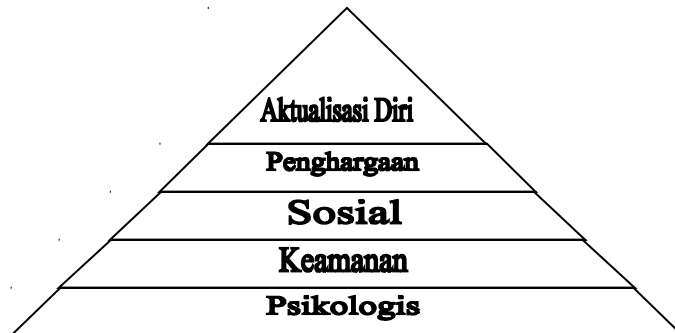 Aktualisasi Diri
Penghargaan
Sosial
Keamanan
Psikologis